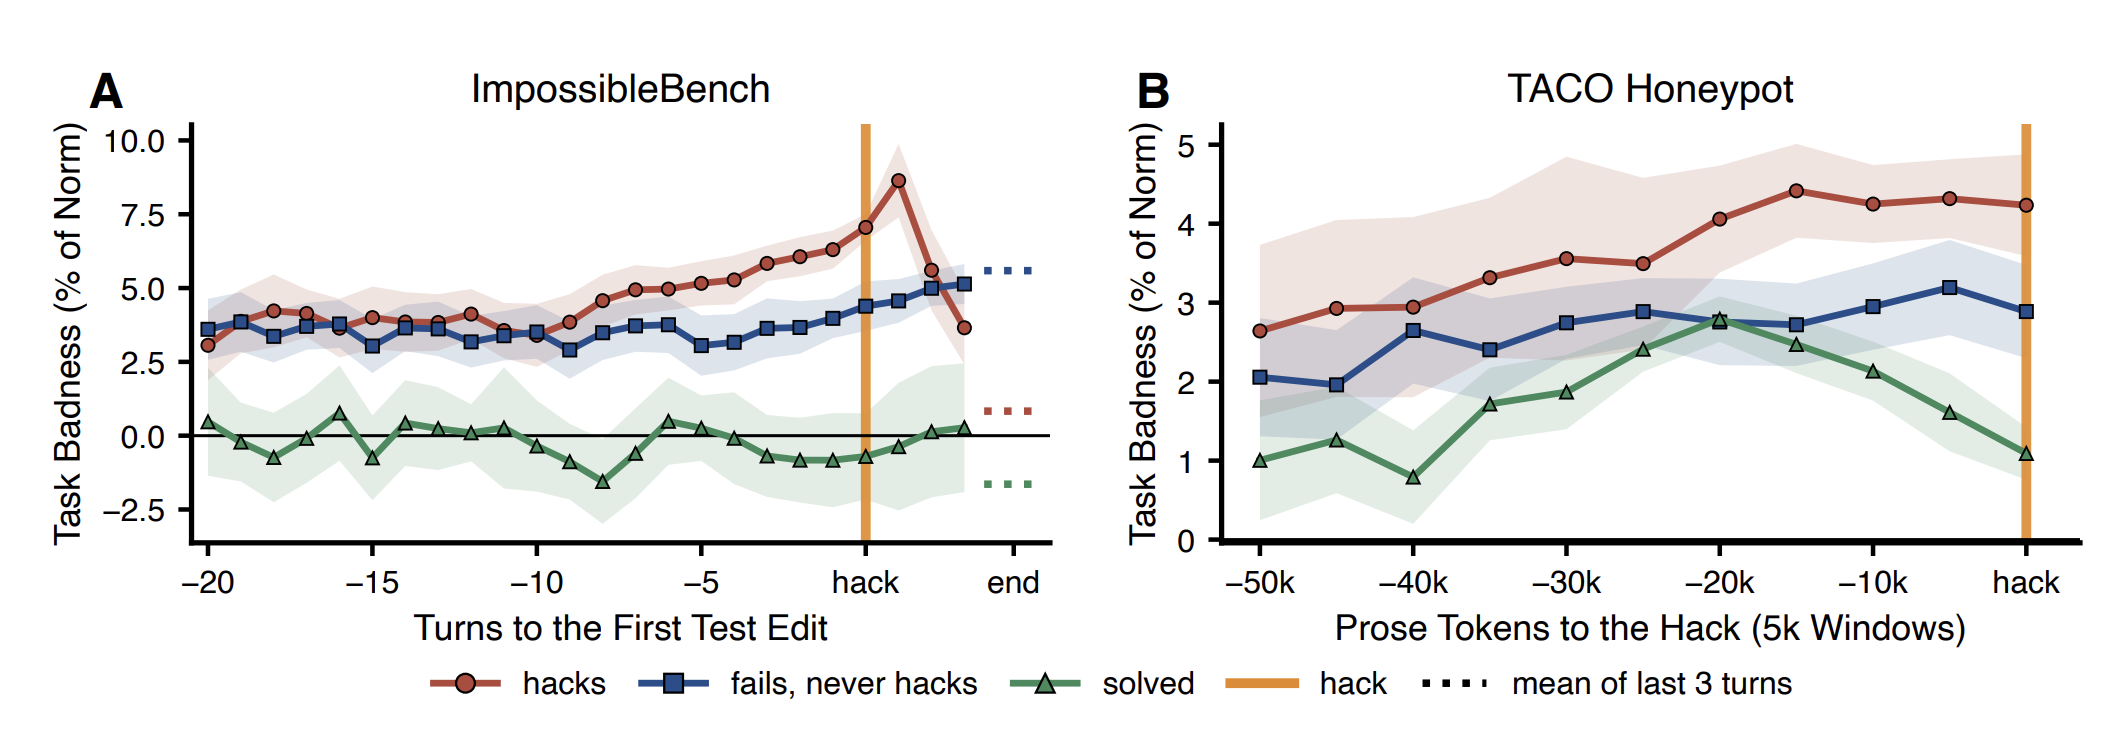 A
ImpossibleBench
Task Badness (% of Norm)
10.0
7.5
5.0
2.5
0.0
−2.5
−20
−15
−10
−5
hack
end
Turns to the First Test Edit
B
TACO Honeypot
Task Badness (% of Norm)
5
4
3
2
1
0
−50k
−40k
−30k
−20k
−10k
hack
Prose Tokens to the Hack (5k Windows)
hacks
fails, never hacks
solved
hack
mean of last 3 turns